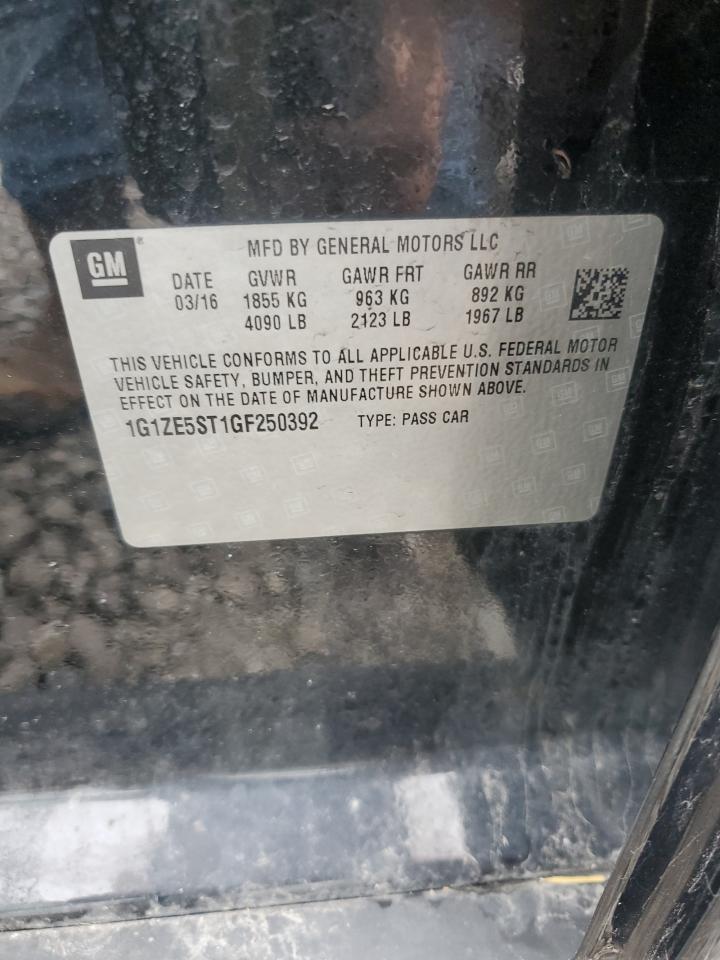 GM®
MFD BY GENERAL MOTORS LLC
DATE GVWR GAWR FRT GAWR RR
03/16 1855 KG 963 KG 892 KG
4090 LB 2123 LB 1967 LB
THIS VEHICLE CONFORMS TO ALL APPLICABLE U.S. FEDERAL MOTOR
VEHICLE SAFETY, BUMPER, AND THEFT PREVENTION STANDARDS IN
EFFECT ON THE DATE OF MANUFACTURE SHOWN ABOVE.
1G1ZE5ST1GF250392 TYPE: PASS CAR